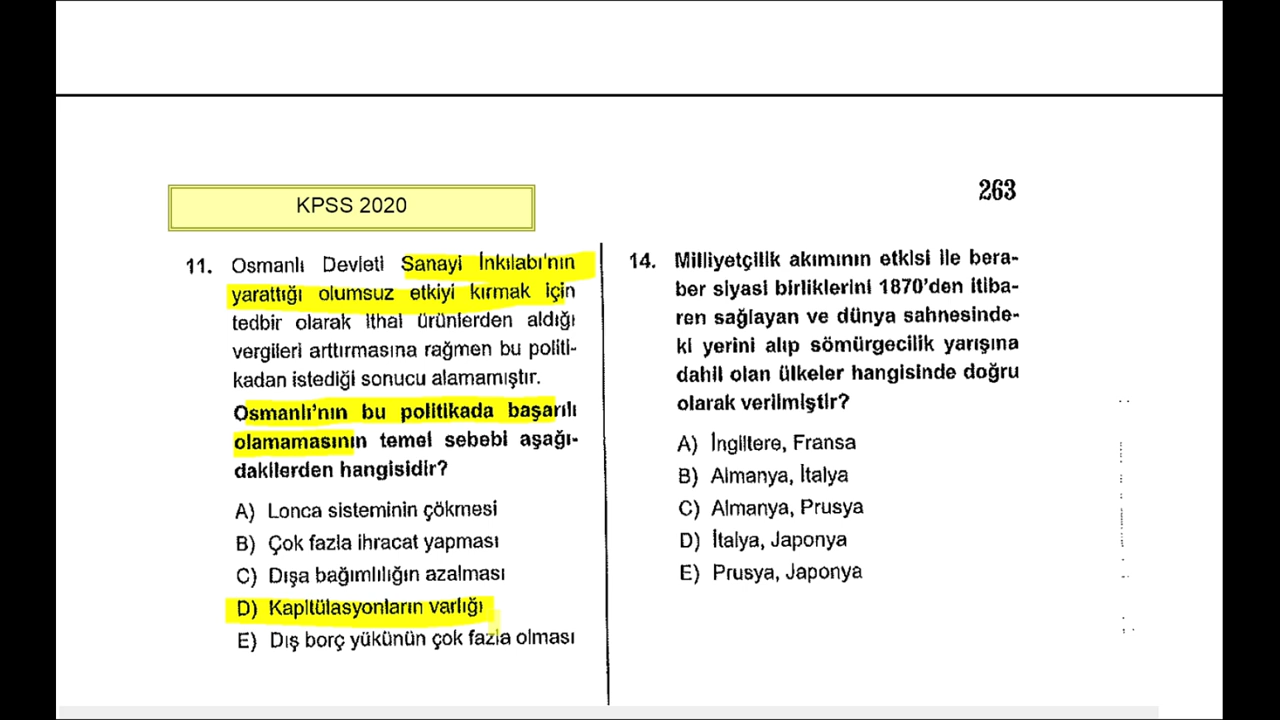 KPSS 2020
263
11. Osmanlı Devleti Sanayi İnkılabı'nın
yarattığı olumsuz etkiyi kırmak için
tedbir olarak ithal ürünlerden aldığı
vergileri arttırmasına rağmen bu politi-
kadan istediği sonucu alamamıştır.
Osmanlı'nın bu politikada başarılı
olamamasının temel sebebi aşağı-
dakilerden hangisidir?
A) Lonca sisteminin çökmesi
B) Çok fazla ihracat yapması
C) Dışa bağımlılığın azalması
D) Kapitülasyonların varlığı
E) Dış borç yükünün çok fazla olması
14. Milliyetçilik akımının etkisi ile bera-
ber siyasi birliklerini 1870'den itiba-
ren sağlayan ve dünya sahnesinde-
ki yerini alıp sömürgecilik yarışına
dahil olan ülkeler hangisinde doğru
olarak verilmiştir?
A) İngiltere, Fransa
B) Almanya, İtalya
C) Almanya, Prusya
D) İtalya, Japonya
E) Prusya, Japonya